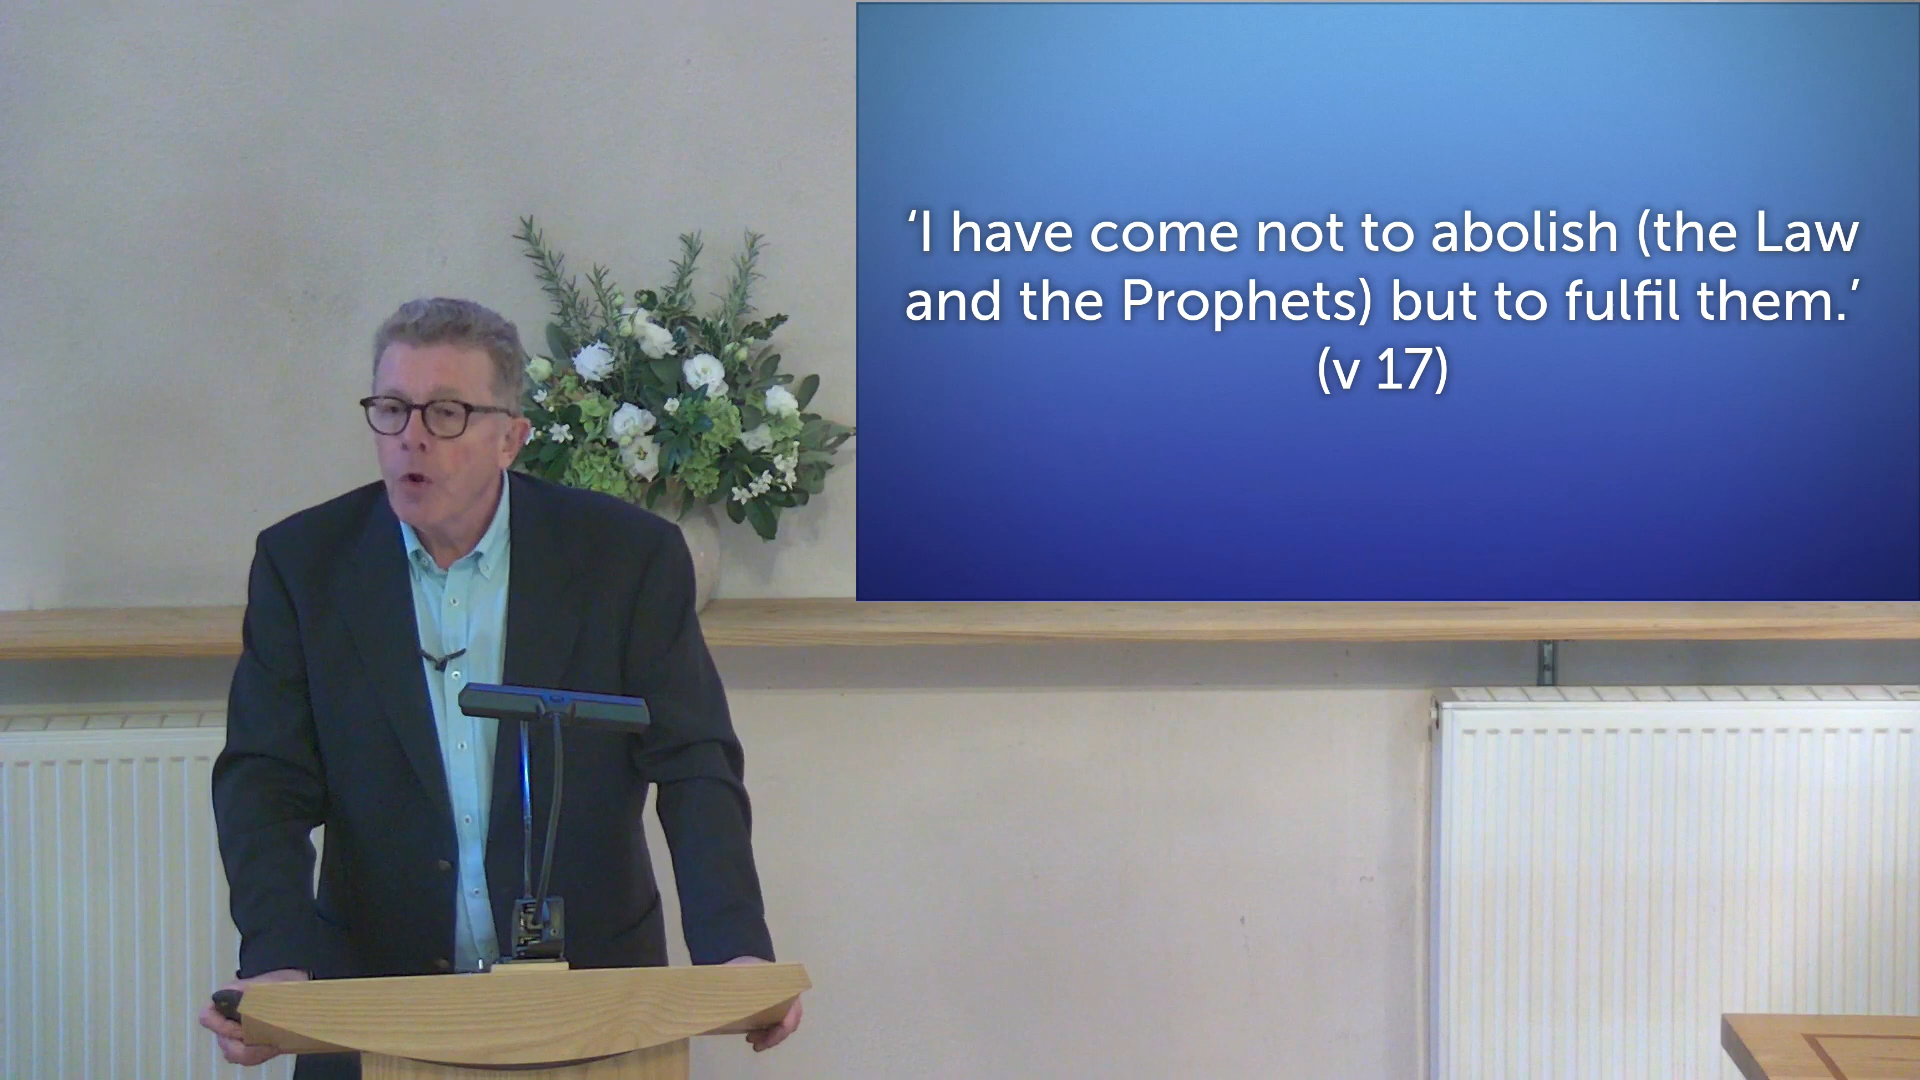 ‘I have come not to abolish (the Law
and the Prophets) but to fulfil them.’
(v 17)